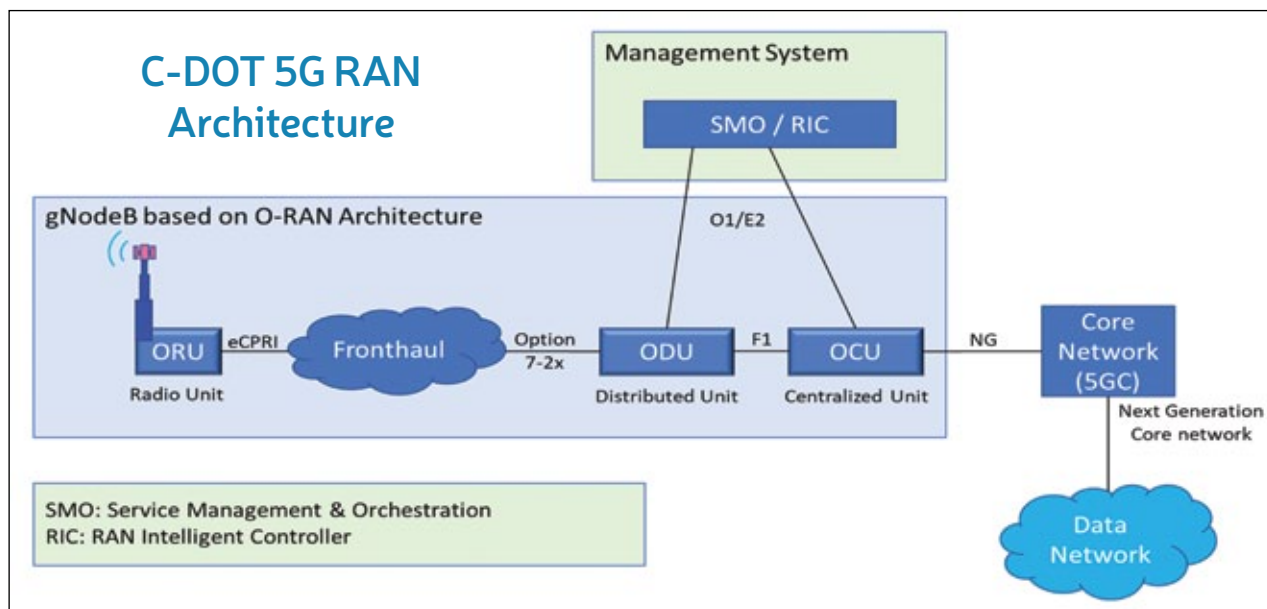 C-DOT 5G RAN
Architecture
Management System
SMO / RIC
gNodeB based on O-RAN Architecture
O1/E2
ORU
eCPRI
Fronthaul
Option
7-2x
ODU
F1
OCU
NG
Core
Network
(5GC)
Radio Unit
Distributed Unit
Centralized Unit
Next Generation
Core network
SMO: Service Management & Orchestration
RIC: RAN Intelligent Controller
Data
Network